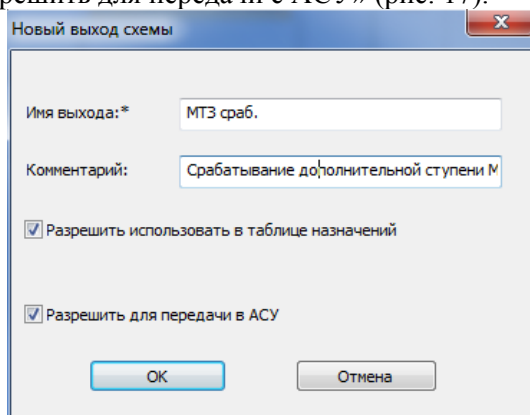 решить для передачи с АСУ» (рис. 17).
Новый выход схемы
Имя выхода:* МТЗ сраб.
Комментарий: Срабатывание дополнительной ступени М
Разрешить использовать в таблице назначений
Разрешить для передачи в АСУ
ОК Отмена